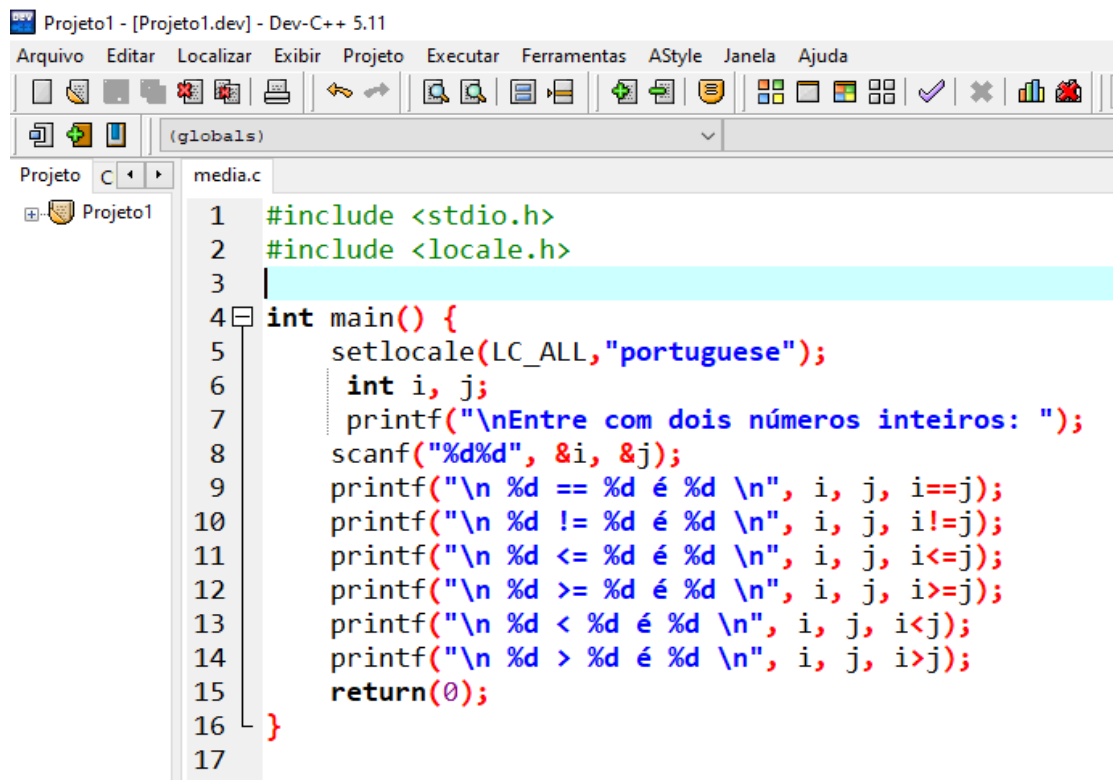 Projeto1 - [Projeto1.dev] - Dev-C++ 5.11
Arquivo Editar Localizar Exibir Projeto Executar Ferramentas AStyle Janela Ajuda
(globals)
Projeto C media.c
Projeto1
1 #include <stdio.h>
2 #include <locale.h>
3
4 int main() {
5 setlocale(LC_ALL,"portuguese");
6 int i, j;
7 printf("\nEntre com dois números inteiros: ");
8 scanf("%d%d", &i, &j);
9 printf("\n %d == %d é %d \n", i, j, i==j);
10 printf("\n %d != %d é %d \n", i, j, i!=j);
11 printf("\n %d <= %d é %d \n", i, j, i<=j);
12 printf("\n %d >= %d é %d \n", i, j, i>=j);
13 printf("\n %d < %d é %d \n", i, j, i<j);
14 printf("\n %d > %d é %d \n", i, j, i>j);
15 return(0);
16 }
17